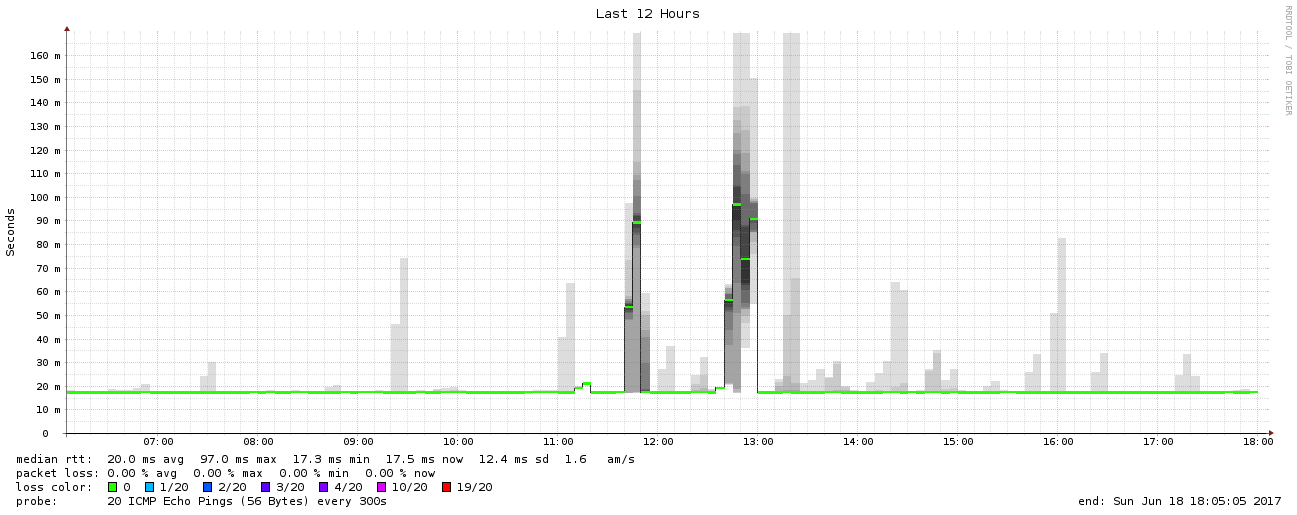 Last 12 Hours
RRDTOOL / TOBI OETIKER
Seconds
160 m
150 m
140 m
130 m
120 m
110 m
100 m
90 m
80 m
70 m
60 m
50 m
40 m
30 m
20 m
10 m
0
07:00 08:00 09:00 10:00 11:00 12:00 13:00 14:00 15:00 16:00 17:00 18:00
median rtt: 20.0 ms avg 97.0 ms max 17.3 ms min 17.5 ms now 12.4 ms sd 1.6 am/s
packet loss: 0.00 % avg 0.00 % max 0.00 % min 0.00 % now
loss color: 0 1/20 2/20 3/20 4/20 10/20 19/20
probe: 20 ICMP Echo Pings (56 Bytes) every 300s end: Sun Jun 18 18:05:05 2017